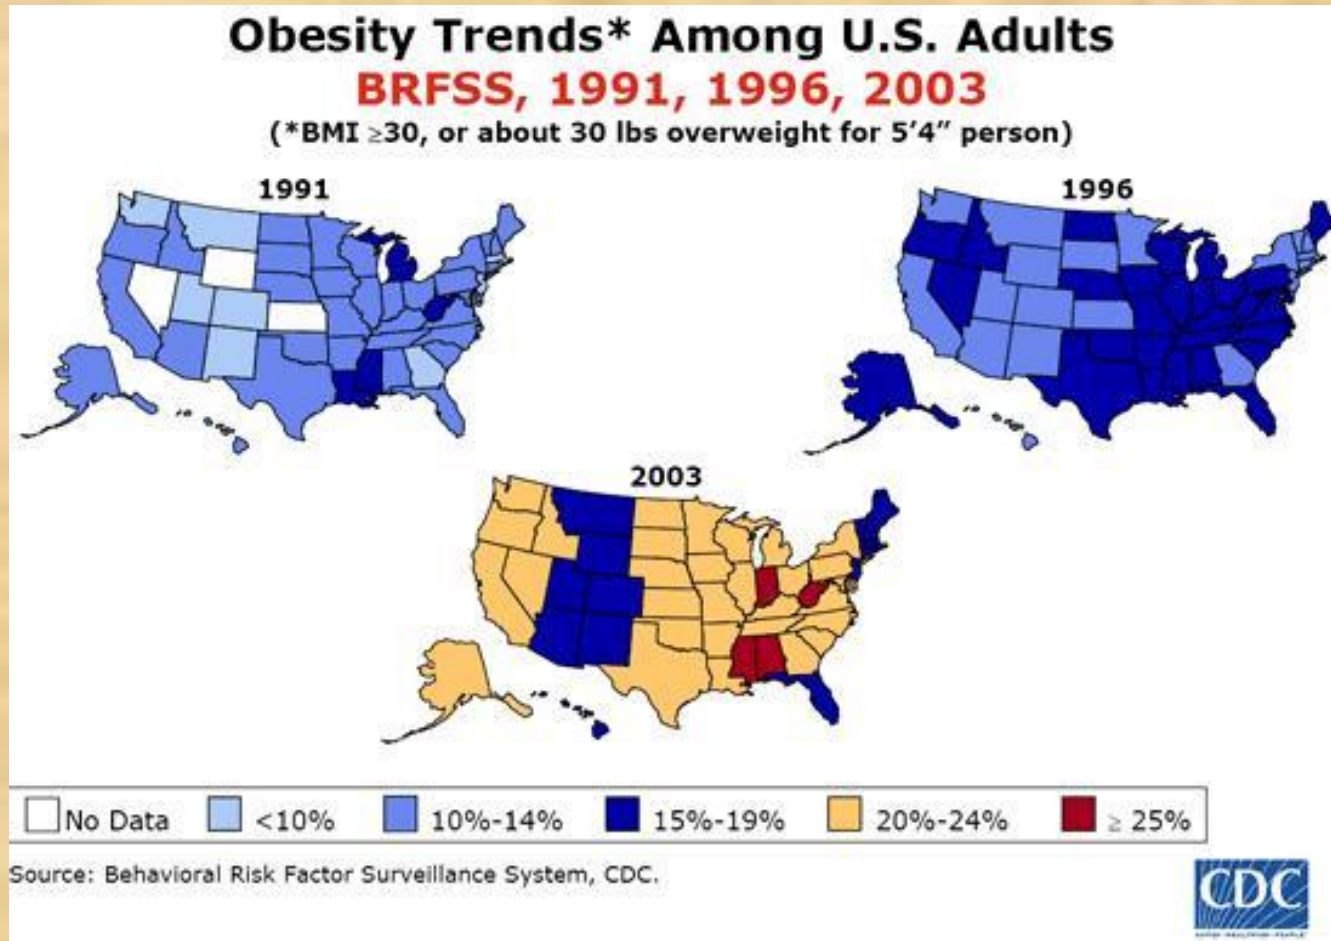 Obesity Trends* Among U.S. Adults
BRFSS, 1991, 1996, 2003
(*BMI ≥30, or about 30 lbs overweight for 5’4” person)
1991
1996
2003
No Data
<10%
10%-14%
15%-19%
20%-24%
≥ 25%
Source: Behavioral Risk Factor Surveillance System, CDC.
CDC